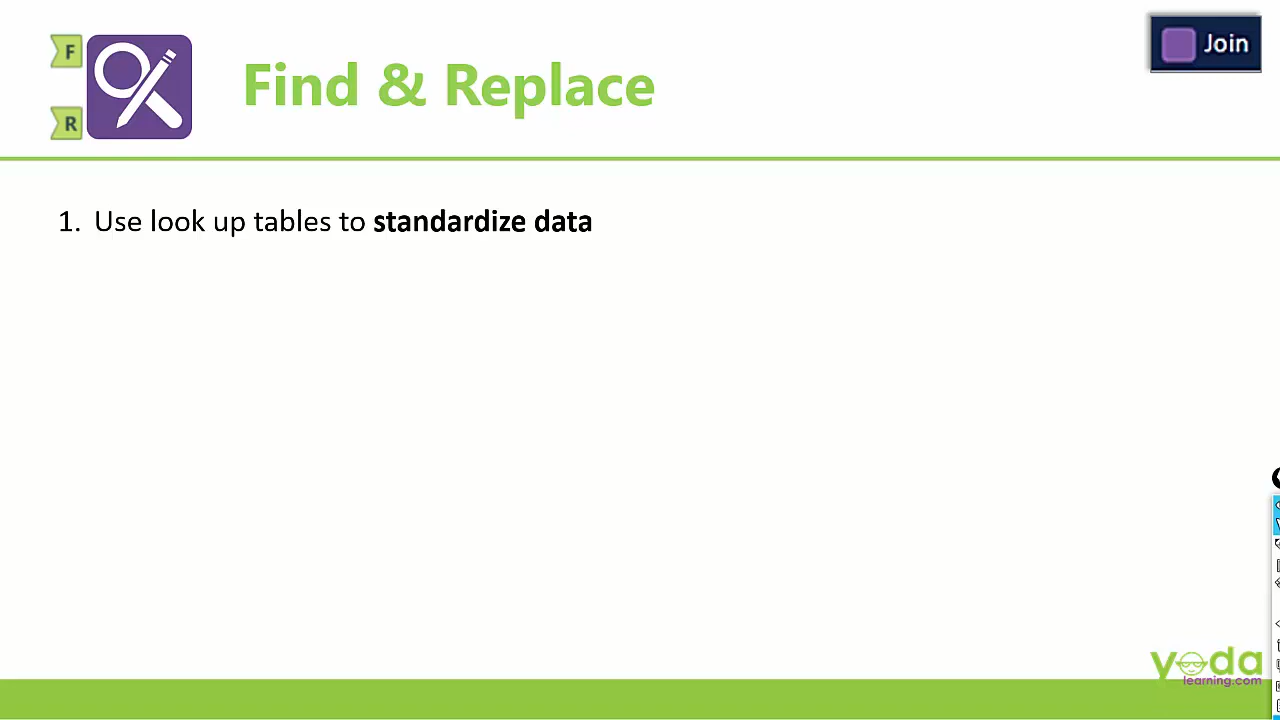 F
R
Find & Replace
Join
1. Use look up tables to standardize data
yoda
learning.com